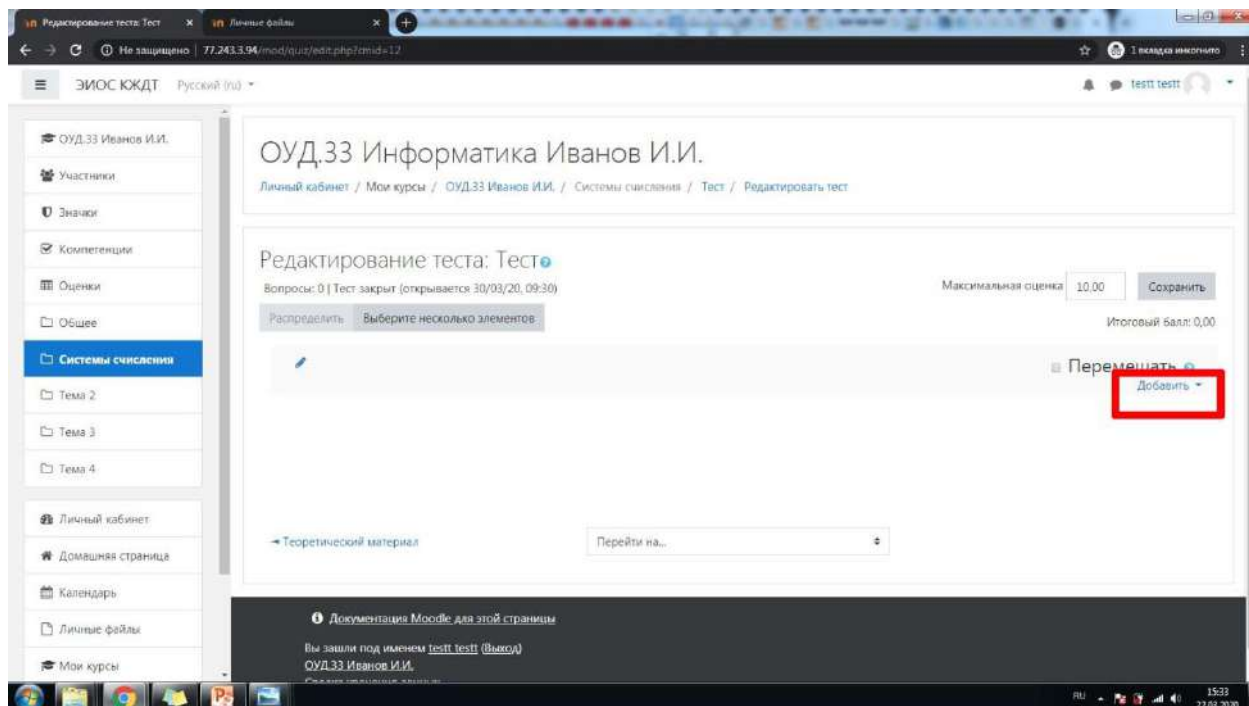 Редактирование теста: Тест
Личные файлы
Не защищено | 77.243.3.94/mod/quiz/edit.php?cmid=12
1 вкладка инкогнито
ЭИОС КЖДТ Русский (ru)
testt testt
ОУД.33 Иванов И.И.
Участники
Значки
Компетенции
Оценки
Общее
Системы счисления
Тема 2
Тема 3
Тема 4
Личный кабинет
Домашняя страница
Календарь
Личные файлы
Мои курсы
ОУД.33 Информатика Иванов И.И.
Личный кабинет / Мои курсы / ОУД.33 Иванов И.И. / Системы счисления / Тест / Редактировать тест
Редактирование теста: Тест
Вопросы: 0 | Тест закрыт (открывается 30/03/20, 09:30)
Максимальная оценка 10,00 Сохранить
Распределить Выберите несколько элементов
Итоговый балл: 0,00
Перемешать
Добавить
Теоретический материал
Перейти на...
Документация Moodle для этой страницы
Вы зашли под именем testt testt (Выход)
ОУД.33 Иванов И.И.
RU
15:33
22.03.2020